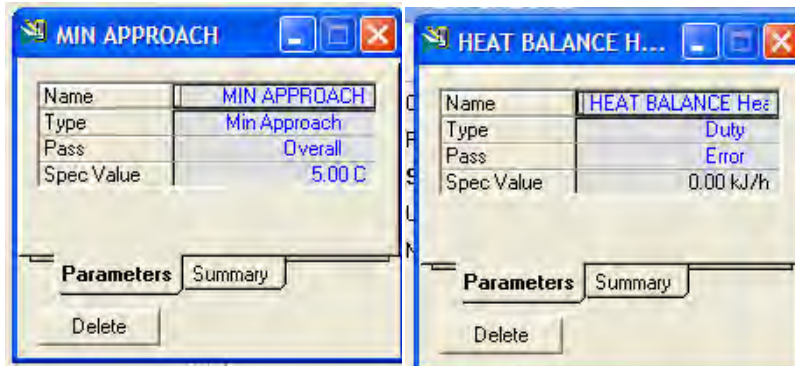 MIN APPROACH
Name MIN APPROACH
Type Min Approach
Pass Overall
Spec Value 5.00 C
Parameters Summary
Delete
HEAT BALANCE H...
Name HEAT BALANCE Hea
Type Duty
Pass Error
Spec Value 0.00 kJ/h
Parameters Summary
Delete